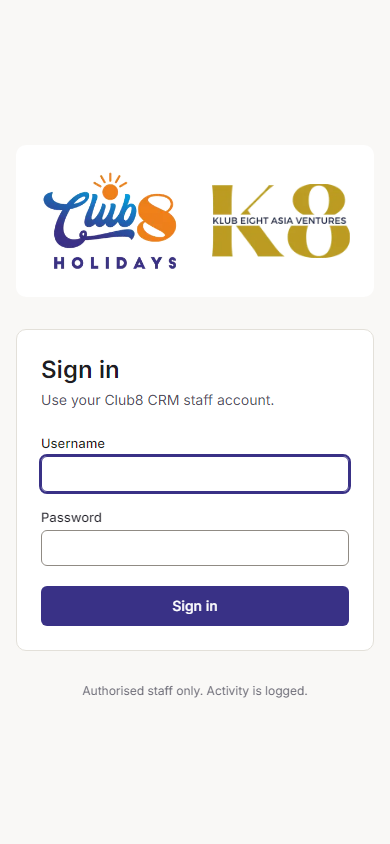 Club8
HOLIDAYS
K8
KLUB EIGHT ASIA VENTURES
Sign in
Use your Club8 CRM staff account.
Username
Password
Sign in
Authorised staff only. Activity is logged.